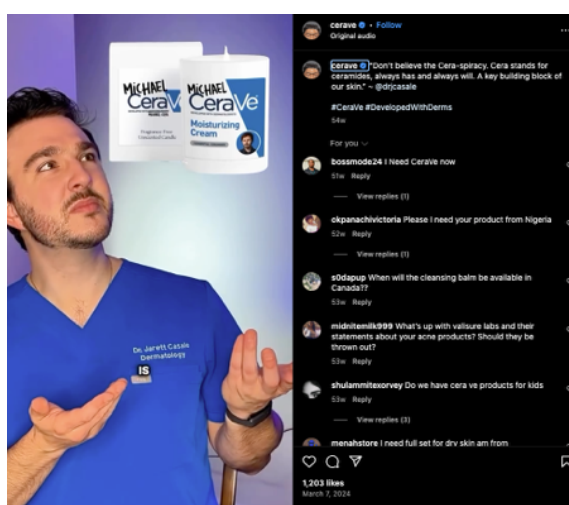 MICHAEL
CeraVe
Fragrance Free
MICHAEL
CeraVe
Moisturizing
Cream
Dr. Jarett Casale
Dermatology
IS
cerave • Follow
Original audio
cerave "Don't believe the Cera-spiracy. Cera stands for
ceramides, always has and always will. A key building block of
our skin." ~ @drjcasale
#CeraVe #DevelopedWithDerms
54w
For you
bossmode24 I Need CeraVe now
51w Reply
View replies (1)
okpanachivictoria Please I need your product from Nigeria
52w Reply
View replies (1)
s0dapup When will the cleansing balm be available in
Canada??
53w Reply
midnitemilk999 What's up with valisure labs and their
statements about your acne products? Should they be
thrown out?
53w Reply
shulammitexorvey Do we have cera ve products for kids
53w Reply
View replies (3)
menahstore I need full set for dry skin am from
1,203 likes
March 7, 2024